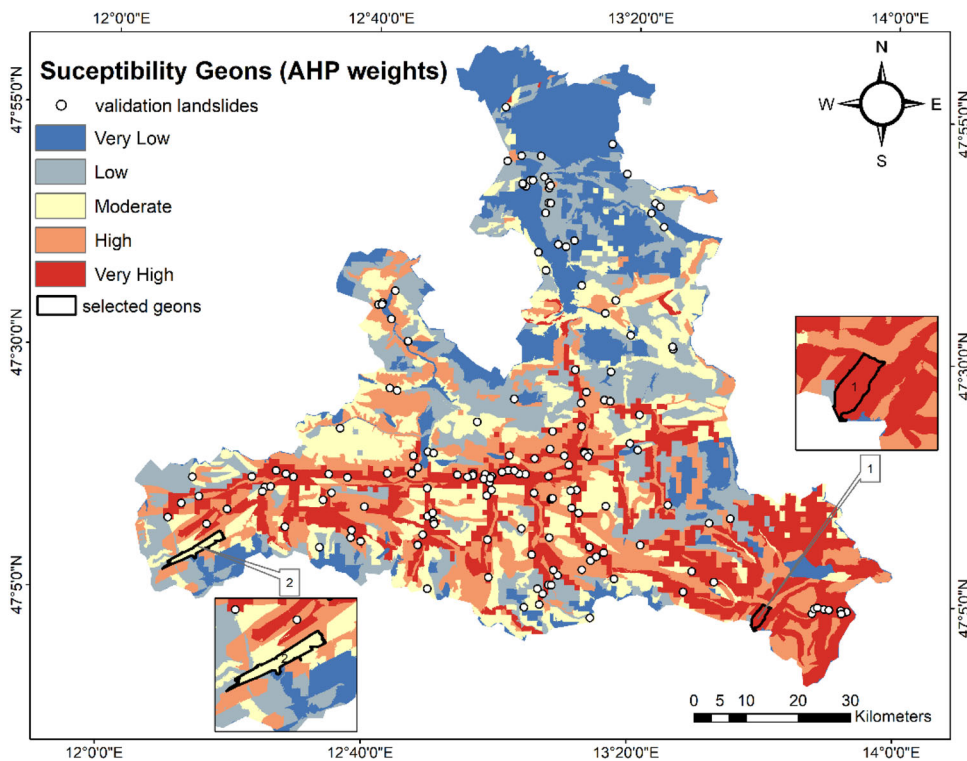 12°0'0"E 12°40'0"E 13°20'0"E 14°0'0"E
Suceptibility Geons (AHP weights)
validation landslides
Very Low
Low
Moderate
High
Very High
selected geons
N
W E
S
47°55'0"N
47°55'0"N
47°30'0"N
47°30'0"N
1
1
2
2
47°5'0"N
47°5'0"N
0 5 10 20 30
Kilometers
12°0'0"E 12°40'0"E 13°20'0"E 14°0'0"E